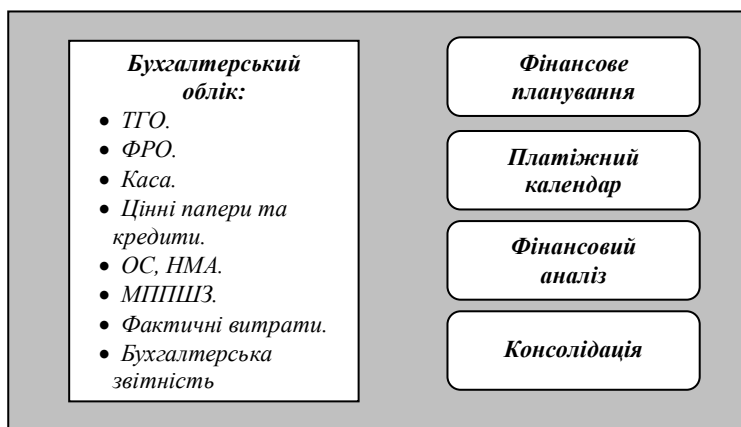 Бухгалтерський
облік:
• ТГО.
• ФРО.
• Каса.
• Цінні папери та
кредити.
• ОС, НМА.
• МППШЗ.
• Фактичні витрати.
• Бухгалтерська
звітність
Фінансове
планування
Платіжний
календар
Фінансовий
аналіз
Консолідація